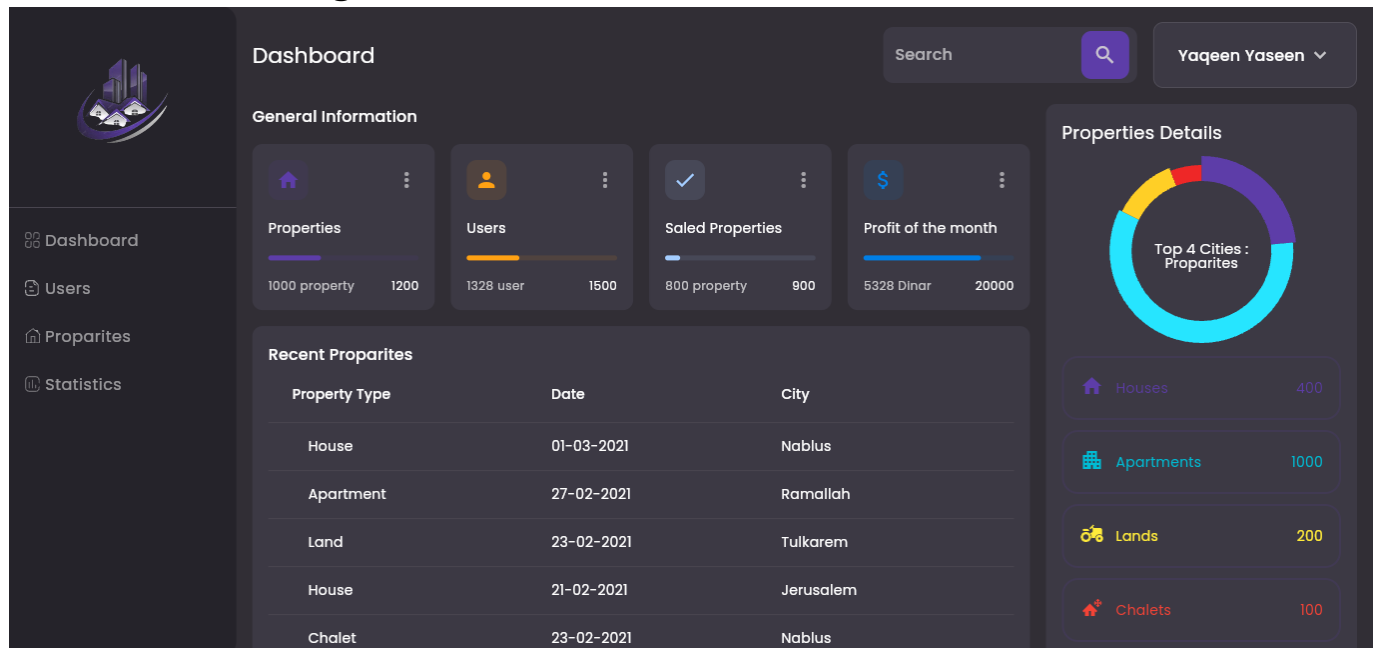 Dashboard
Search
Yaqeen Yaseen
Dashboard
Users
Proparites
Statistics
General Information
Properties
1000 property 1200
Users
1328 user 1500
Saled Properties
800 property 900
Profit of the month
5328 Dinar 20000
Recent Proparites
Property Type Date City
House 01-03-2021 Nablus
Apartment 27-02-2021 Ramallah
Land 23-02-2021 Tulkarem
House 21-02-2021 Jerusalem
Chalet 23-02-2021 Nablus
Properties Details
Top 4 Cities :
Proparites
Houses 400
Apartments 1000
Lands 200
Chalets 100